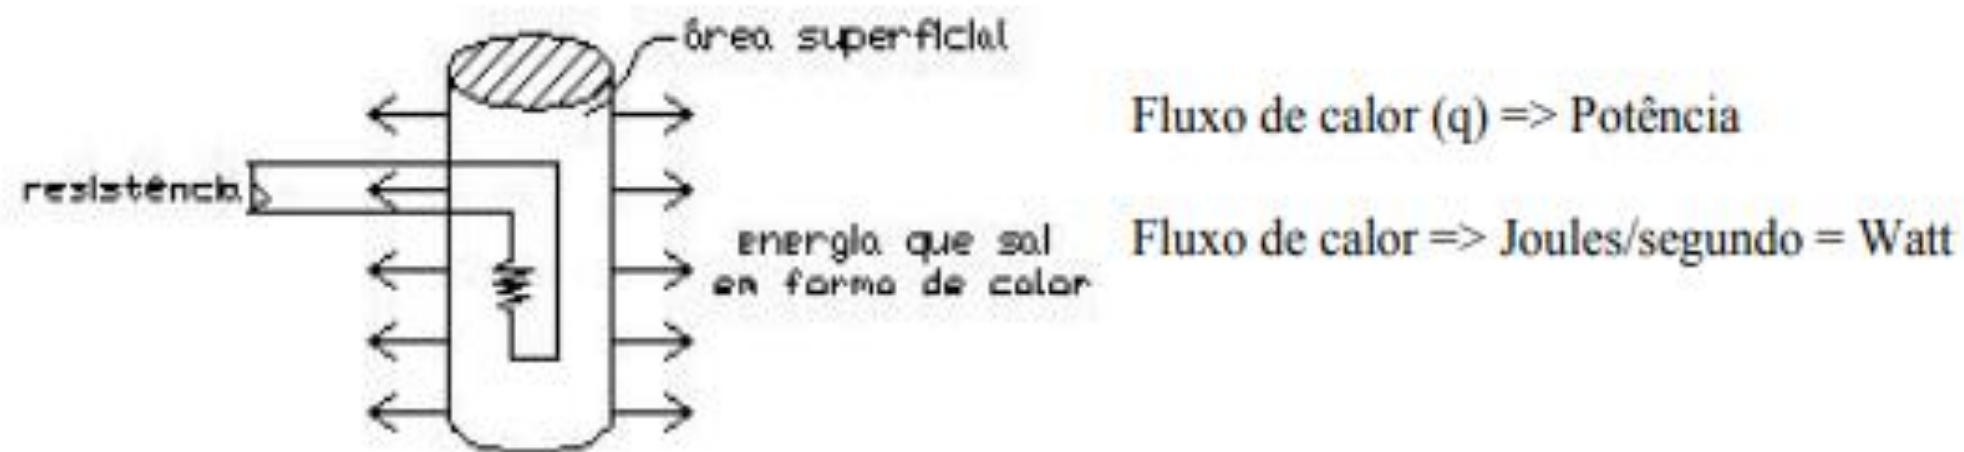 área superficial
resistência
energia que sai
em forma de calor
Fluxo de calor (q) => Potência
Fluxo de calor => Joules/segundo = Watt